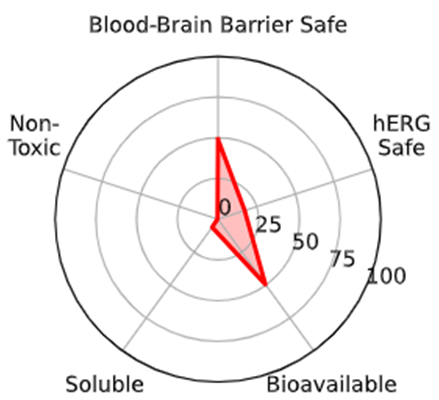 Blood-Brain Barrier Safe
Non-
Toxic
hERG
Safe
0
25
50
75
100
Soluble
Bioavailable